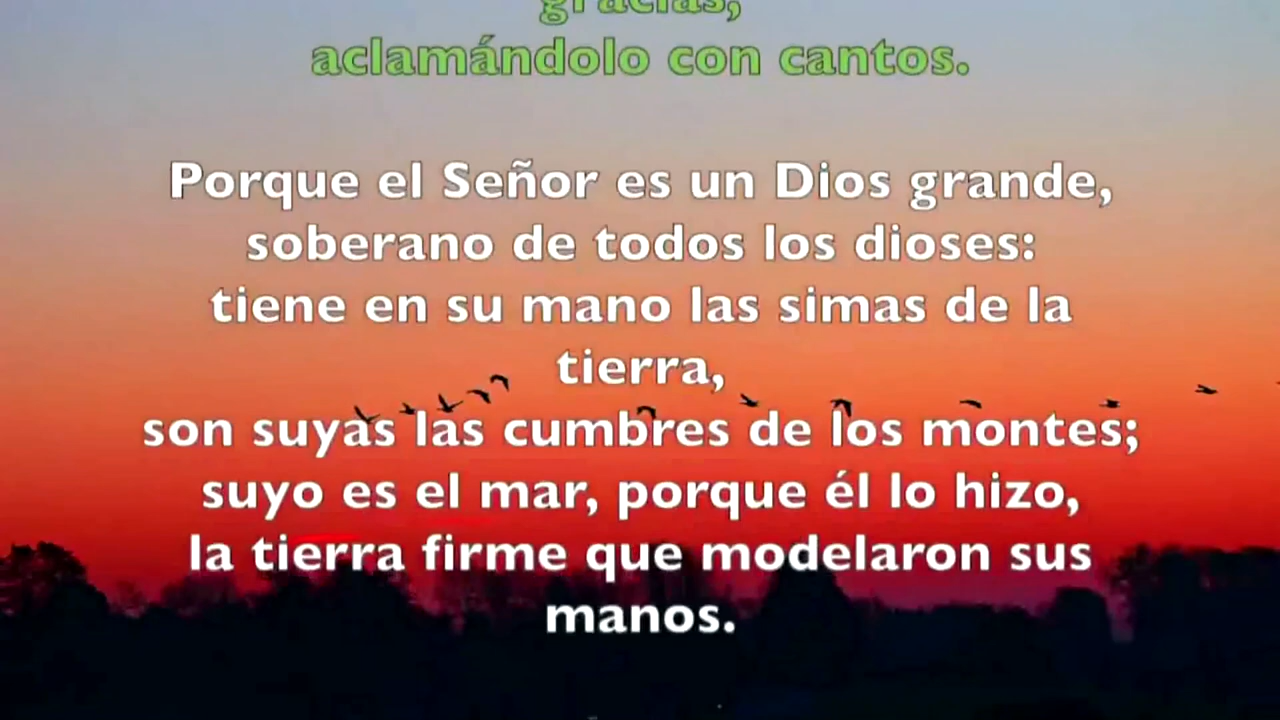 gracias,
aclamándolo con cantos.
Porque el Señor es un Dios grande,
soberano de todos los dioses:
tiene en su mano las simas de la
tierra,
son suyas las cumbres de los montes;
suyo es el mar, porque él lo hizo,
la tierra firme que modelaron sus
manos.